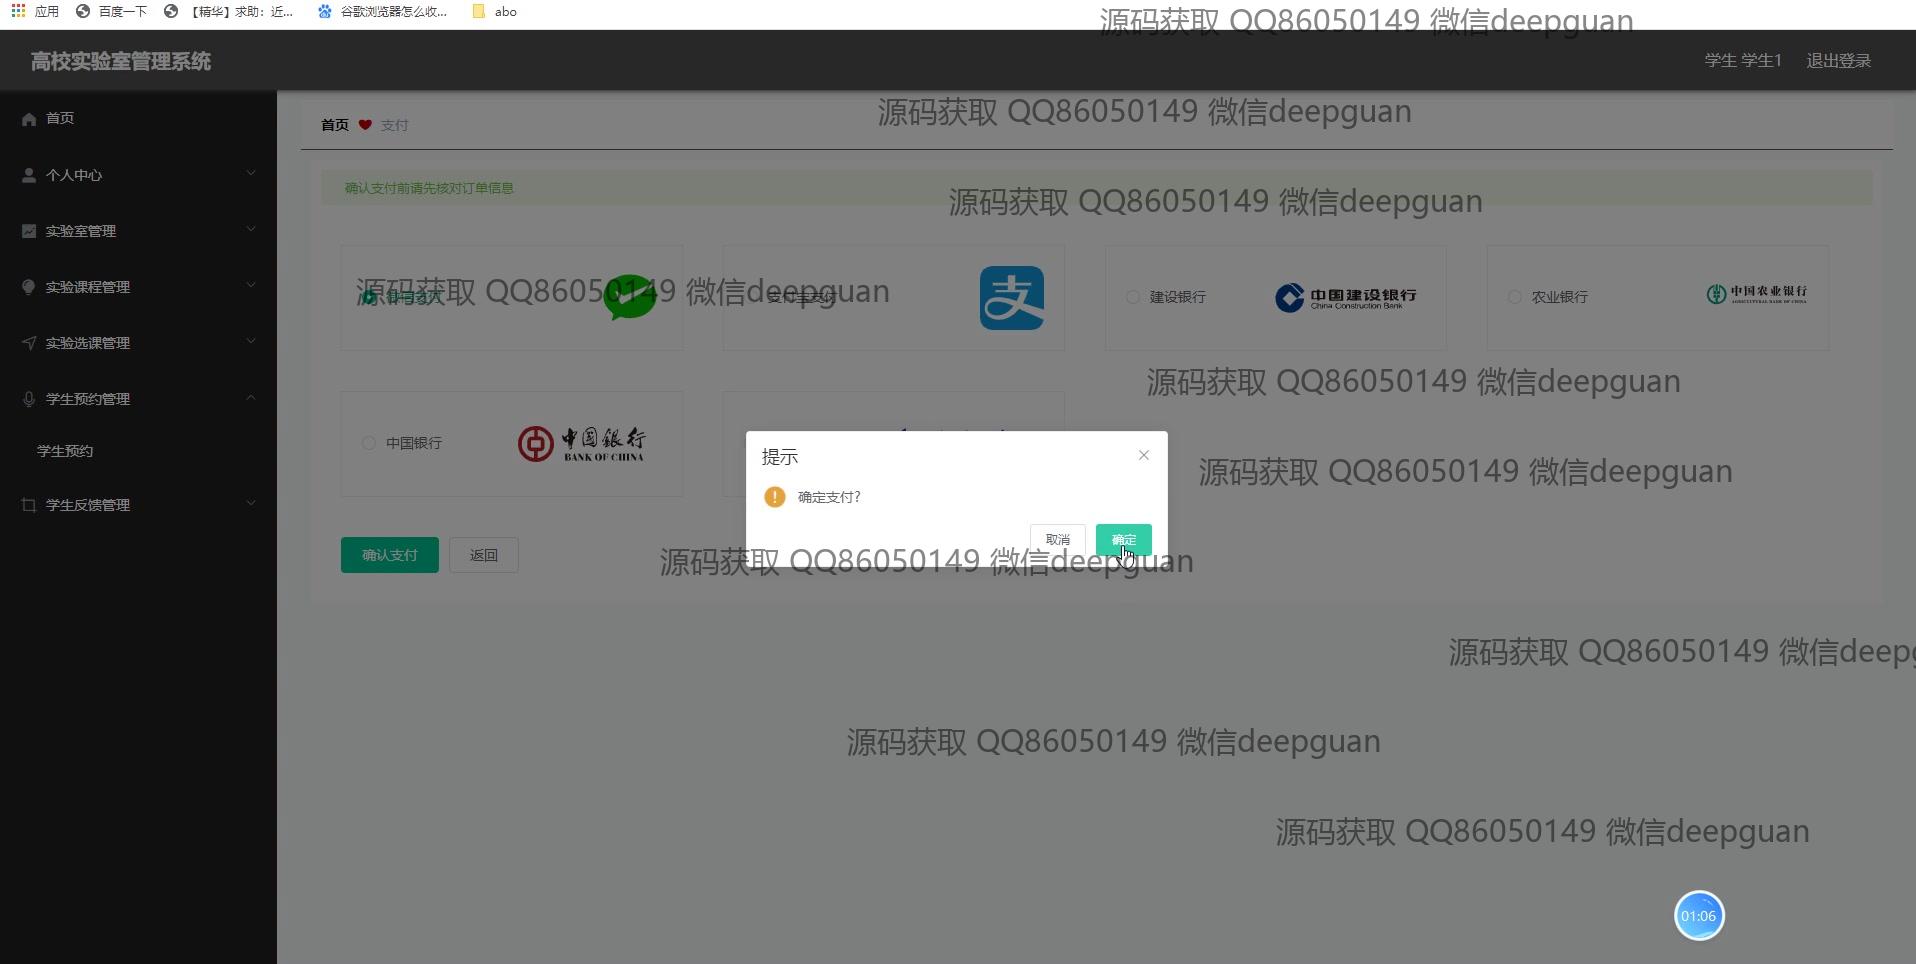 应用 百度一下 【精华】求助：近... 谷歌浏览器怎么收... abo
源码获取 QQ86050149 微信deepguan
高校实验室管理系统
学生 学生1 退出登录
首页
个人中心
实验室管理
实验课程管理
实验选课管理
学生预约管理
学生预约
学生反馈管理
源码获取 QQ86050149 微信deepguan
首页 支付
确认支付前请先核对订单信息
源码获取 QQ86050149 微信deepguan
微信支付
源码获取 QQ86050149 微信deepguan
支付宝支付
支
建设银行
中国建设银行
China Construction Bank
农业银行
中国农业银行
AGRICULTURAL BANK OF CHINA
源码获取 QQ86050149 微信deepguan
中国银行
中国银行
BANK OF CHINA
提示
确定支付?
取消 确定
源码获取 QQ86050149 微信deepguan
确认支付 返回
源码获取 QQ86050149 微信deepguan
源码获取 QQ86050149 微信deep
源码获取 QQ86050149 微信deepguan
源码获取 QQ86050149 微信deepguan
01:06